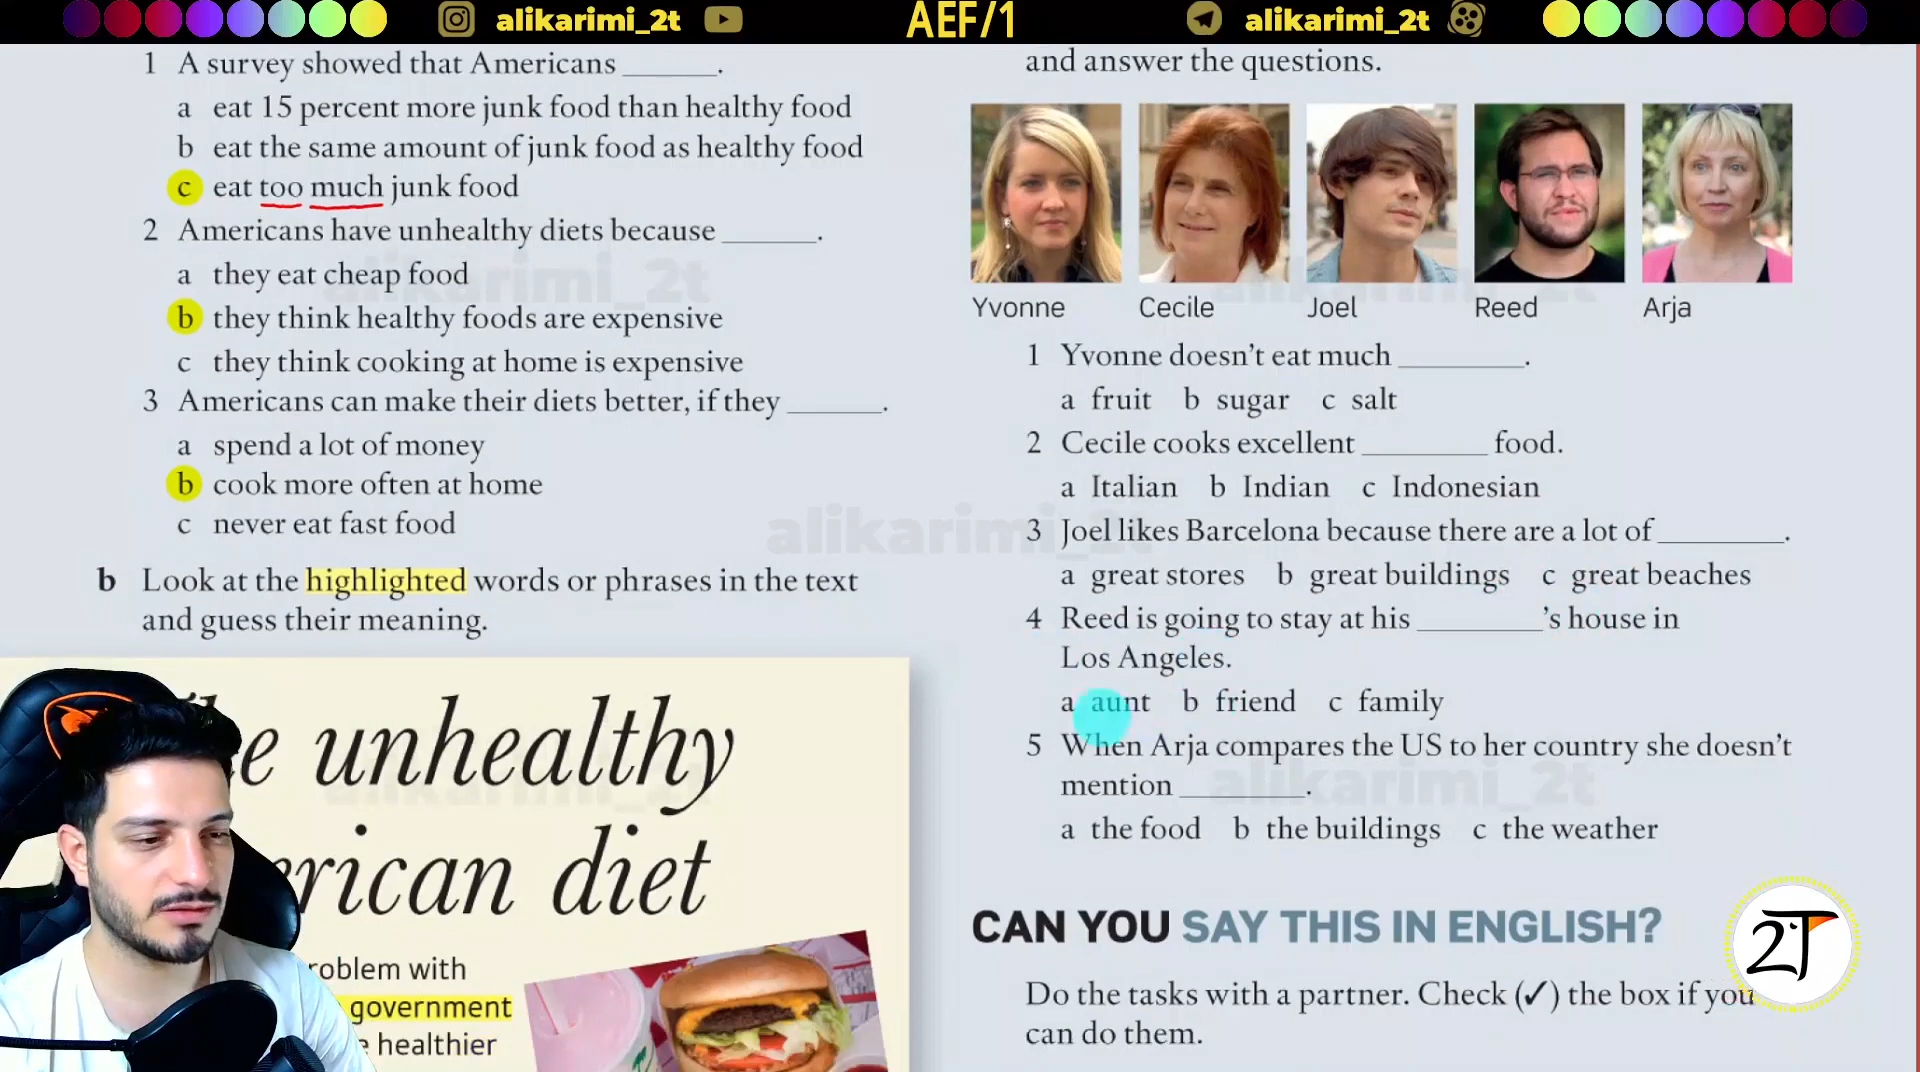 alikarimi_2t
AEF/1
alikarimi_2t
1 A survey showed that Americans ______.
a eat 15 percent more junk food than healthy food
b eat the same amount of junk food as healthy food
c eat too much junk food
2 Americans have unhealthy diets because ______.
a they eat cheap food
b they think healthy foods are expensive
c they think cooking at home is expensive
3 Americans can make their diets better, if they ______.
a spend a lot of money
b cook more often at home
c never eat fast food
b Look at the highlighted words or phrases in the text
and guess their meaning.
unhealthy
diet
roblem with
government
healthier
and answer the questions.
Yvonne Cecile Joel Reed Arja
1 Yvonne doesn't eat much ________.
a fruit b sugar c salt
2 Cecile cooks excellent ________ food.
a Italian b Indian c Indonesian
3 Joel likes Barcelona because there are a lot of ________.
a great stores b great buildings c great beaches
4 Reed is going to stay at his ________'s house in
Los Angeles.
a aunt b friend c family
5 When Arja compares the US to her country she doesn't
mention ________.
a the food b the buildings c the weather
CAN YOU SAY THIS IN ENGLISH?
Do the tasks with a partner. Check (✓) the box if you
can do them.
2T
alikarimi_2t
alikarimi_2t
alikarimi_2t
alikarimi_2t
alikarimi_2t